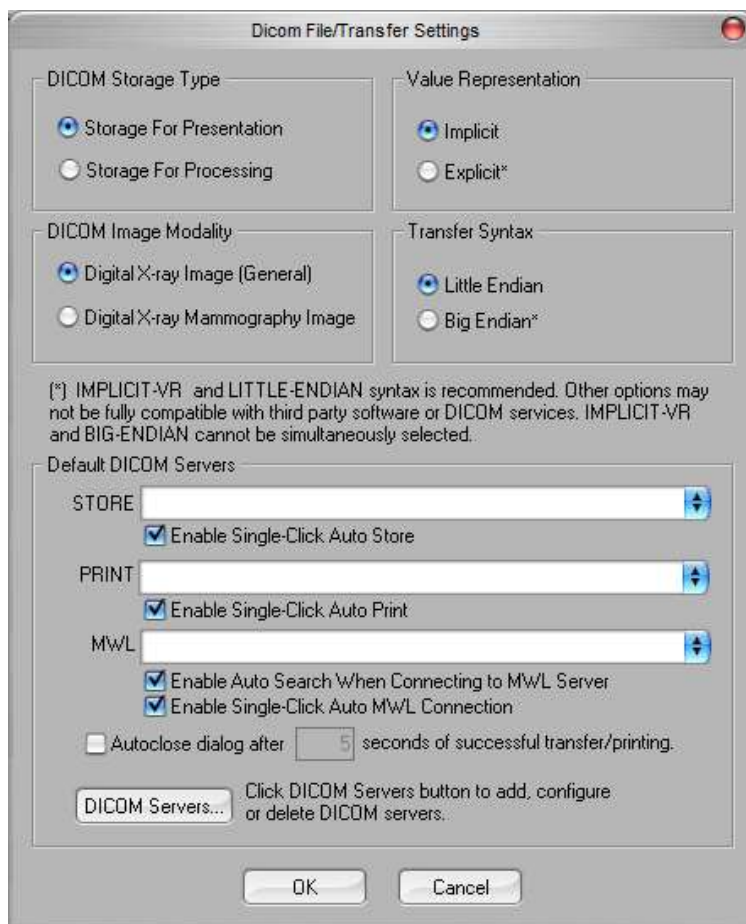 Dicom File/Transfer Settings
DICOM Storage Type
Storage For Presentation
Storage For Processing
Value Representation
Implicit
Explicit*
DICOM Image Modality
Digital X-ray Image (General)
Digital X-ray Mammography Image
Transfer Syntax
Little Endian
Big Endian*
(*) IMPLICIT-VR and LITTLE-ENDIAN syntax is recommended. Other options may
not be fully compatible with third party software or DICOM services. IMPLICIT-VR
and BIG-ENDIAN cannot be simultaneously selected.
Default DICOM Servers
STORE
Enable Single-Click Auto Store
PRINT
Enable Single-Click Auto Print
MWL
Enable Auto Search When Connecting to MWL Server
Enable Single-Click Auto MWL Connection
Autoclose dialog after 5 seconds of successful transfer/printing.
DICOM Servers...
Click DICOM Servers button to add, configure
or delete DICOM servers.
OK
Cancel